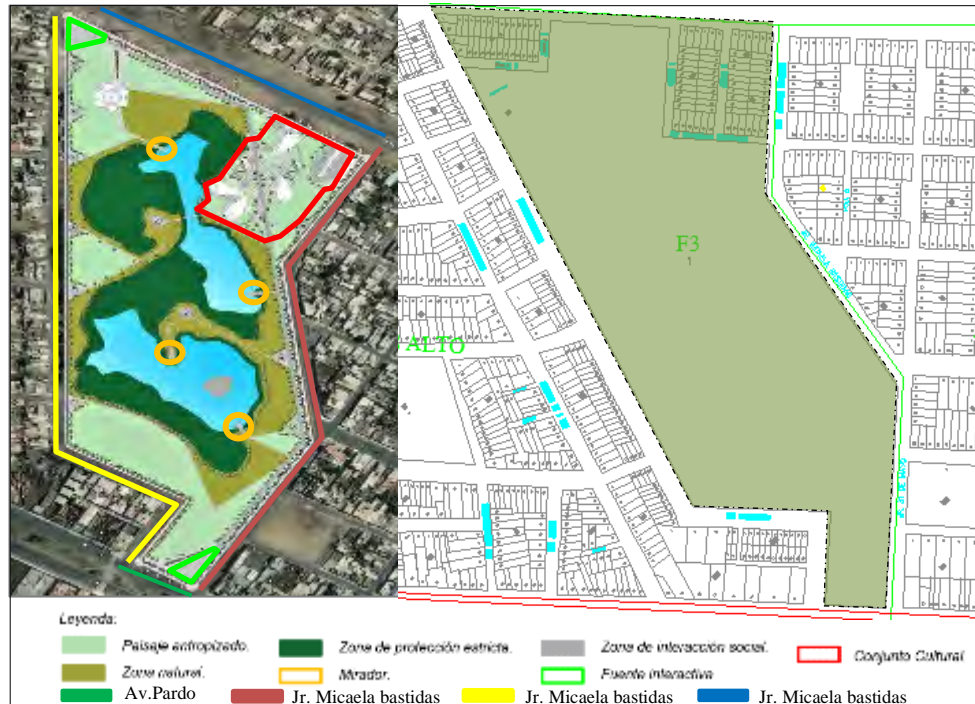 F3
1
ALTO
Leyenda:
Paisaje antropizado. Zona de protección estricta. Zona de interacción social. Conjunto Cultural
Zona natural. Mirador. Fuente interactiva
Av.Pardo Jr. Micaela bastidas Jr. Micaela bastidas Jr. Micaela bastidas